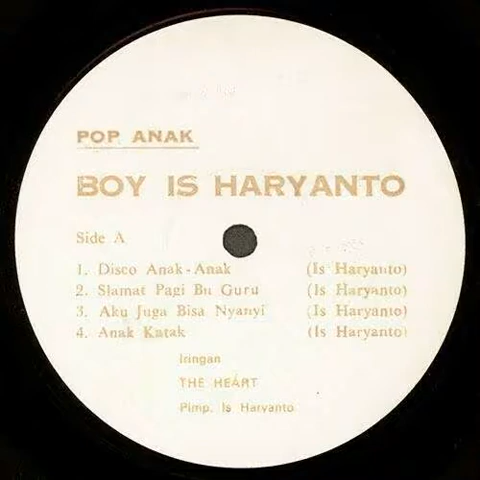 POP ANAK
BOY IS HARYANTO
Side A
1. Disco Anak-Anak (Is Haryanto)
2. Slamat Pagi Bu Guru (Is Haryanto)
3. Aku Juga Bisa Nyanyi (Is Haryanto)
4. Anak Katak (Is Haryanto)
Iringan
THE HEART
Pimp. Is Haryanto